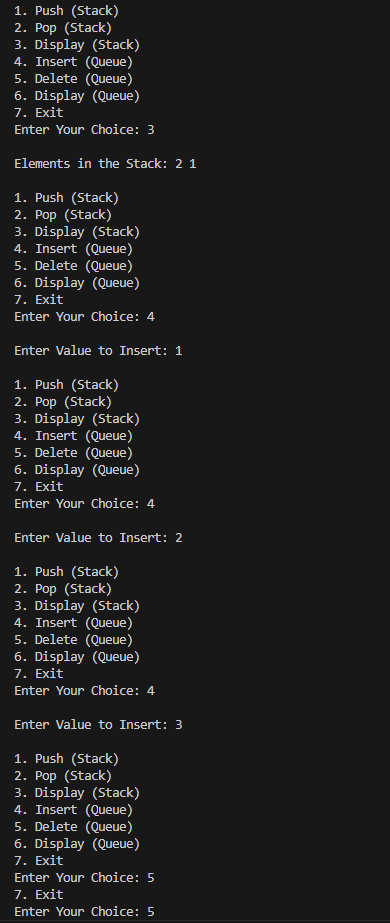 1. Push (Stack)
2. Pop (Stack)
3. Display (Stack)
4. Insert (Queue)
5. Delete (Queue)
6. Display (Queue)
7. Exit
Enter Your Choice: 3
Elements in the Stack: 2 1
1. Push (Stack)
2. Pop (Stack)
3. Display (Stack)
4. Insert (Queue)
5. Delete (Queue)
6. Display (Queue)
7. Exit
Enter Your Choice: 4
Enter Value to Insert: 1
1. Push (Stack)
2. Pop (Stack)
3. Display (Stack)
4. Insert (Queue)
5. Delete (Queue)
6. Display (Queue)
7. Exit
Enter Your Choice: 4
Enter Value to Insert: 2
1. Push (Stack)
2. Pop (Stack)
3. Display (Stack)
4. Insert (Queue)
5. Delete (Queue)
6. Display (Queue)
7. Exit
Enter Your Choice: 4
Enter Value to Insert: 3
1. Push (Stack)
2. Pop (Stack)
3. Display (Stack)
4. Insert (Queue)
5. Delete (Queue)
6. Display (Queue)
7. Exit
Enter Your Choice: 5
7. Exit
Enter Your Choice: 5